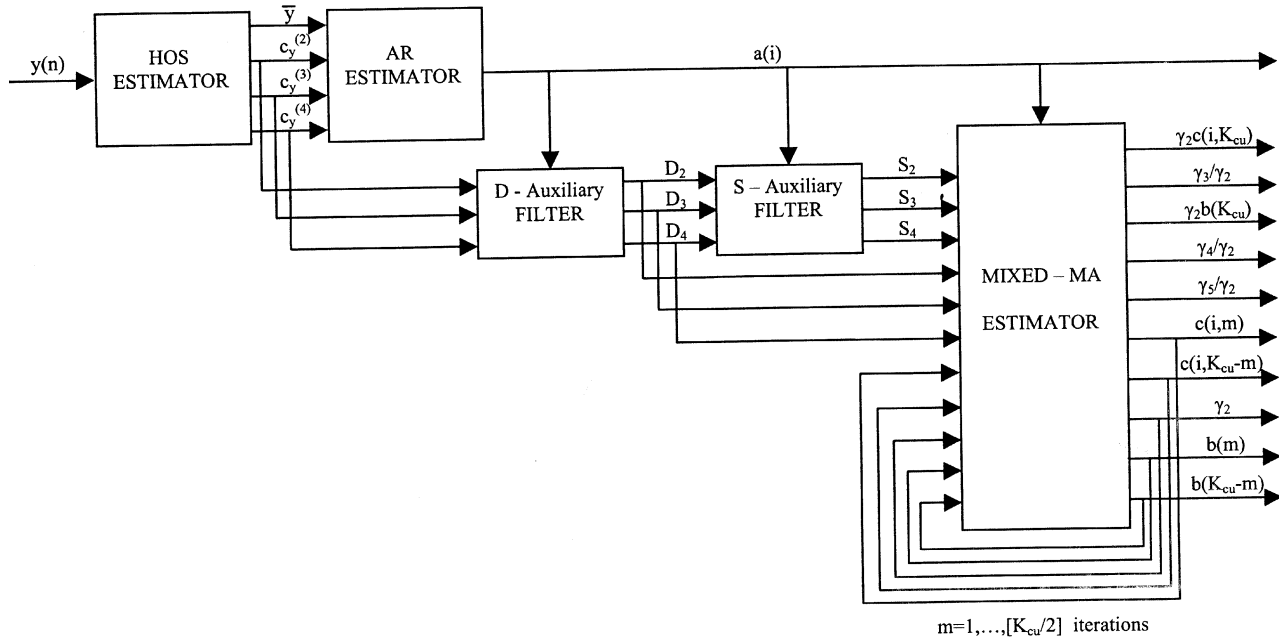 y(n)
HOS
ESTIMATOR
y̅
c_y^(2)
c_y^(3)
c_y^(4)
AR
ESTIMATOR
a(i)
D - Auxiliary
FILTER
D₂
D₃
D₄
S – Auxiliary
FILTER
S₂
S₃
S₄
MIXED – MA
ESTIMATOR
γ₂c(i,K_cu)
γ₃/γ₂
γ₂b(K_cu)
γ₄/γ₂
γ₅/γ₂
c(i,m)
c(i,K_cu-m)
γ₂
b(m)
b(K_cu-m)
m=1,…,[K_cu/2] iterations